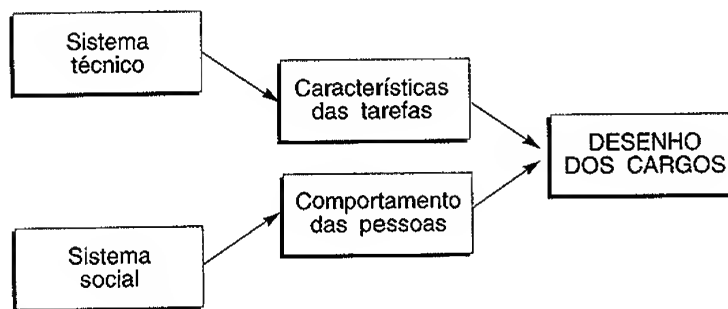 Sistema
técnico
Características
das tarefas
DESENHO
DOS CARGOS
Comportamento
das pessoas
Sistema
social